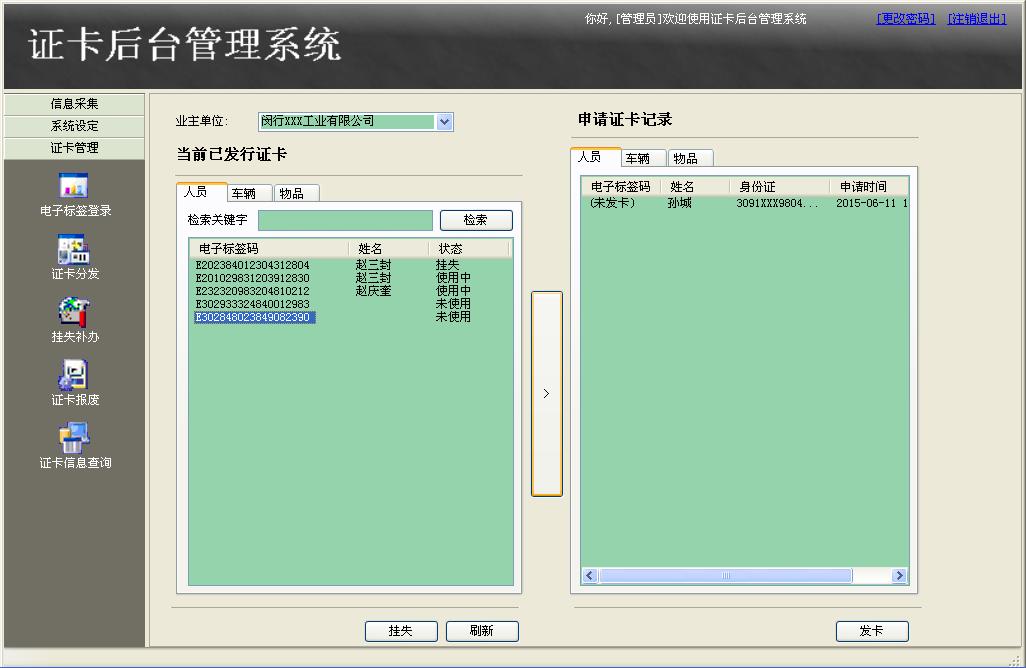 你好, [管理员]欢迎使用证卡后台管理系统 [更改密码] [注销退出]
证卡后台管理系统
信息采集
系统设定
证卡管理
电子标签登录
证卡分发
挂失补办
证卡报废
证卡信息查询
业主单位: 闵行XXX工业有限公司
当前已发行证卡
人员 车辆 物品
检索关键字 检索
电子标签码 姓名 状态
E202384012304312804 赵三封 挂失
E201029831203912830 赵三封 使用中
E232320983204810212 赵庆奎 使用中
E302933324840012983 未使用
E302848023849082390 未使用
挂失 刷新
>
申请证卡记录
人员 车辆 物品
电子标签码 姓名 身份证 申请时间
(未发卡) 孙城 3091XXX9804... 2015-06-11 1
发卡